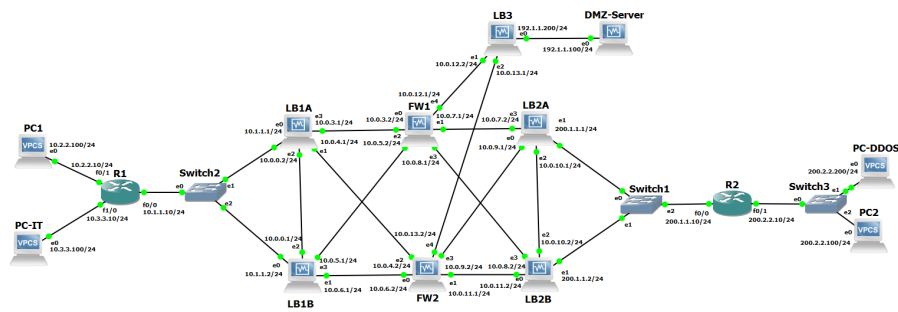 LB3
DMZ-Server
192.1.1.200/24
e0
e0
192.1.1.100/24
e1
10.0.12.2/24
e2
10.0.13.1/24
10.0.12.1/24
e4
PC1
VPCS
e0
10.2.2.100/24
10.2.2.10/24
f0/1
R1
f0/0
10.1.1.10/24
f1/0
10.3.3.10/24
PC-IT
VPCS
e0
10.3.3.100/24
Switch2
e0
e1
e2
LB1A
e0
10.1.1.1/24
e3
10.0.3.1/24
10.0.4.1/24
e1
e2
10.0.0.2/24
FW1
e0
10.0.3.2/24
e2
10.0.5.2/24
10.0.7.1/24
e1
10.0.8.1/24
e3
LB2A
e3
10.0.7.2/24
e0
10.0.9.1/24
e1
200.1.1.1/24
e2
10.0.10.1/24
10.0.0.1/24
e2
e0
10.1.1.2/24
10.0.5.1/24
e3
e1
10.0.6.1/24
LB1B
10.0.13.2/24
e4
e2
10.0.4.2/24
e0
10.0.6.2/24
e3
10.0.9.2/24
e1
10.0.11.1/24
FW2
e2
10.0.10.2/24
e3
10.0.8.2/24
e0
10.0.11.2/24
e1
200.1.1.2/24
LB2B
Switch1
e0
e2
e1
R2
f0/0
200.1.1.10/24
f0/1
200.2.2.10/24
Switch3
e0
e1
e2
PC-DDOS
e0
200.2.2.200/24
VPCS
PC2
e0
200.2.2.100/24
VPCS